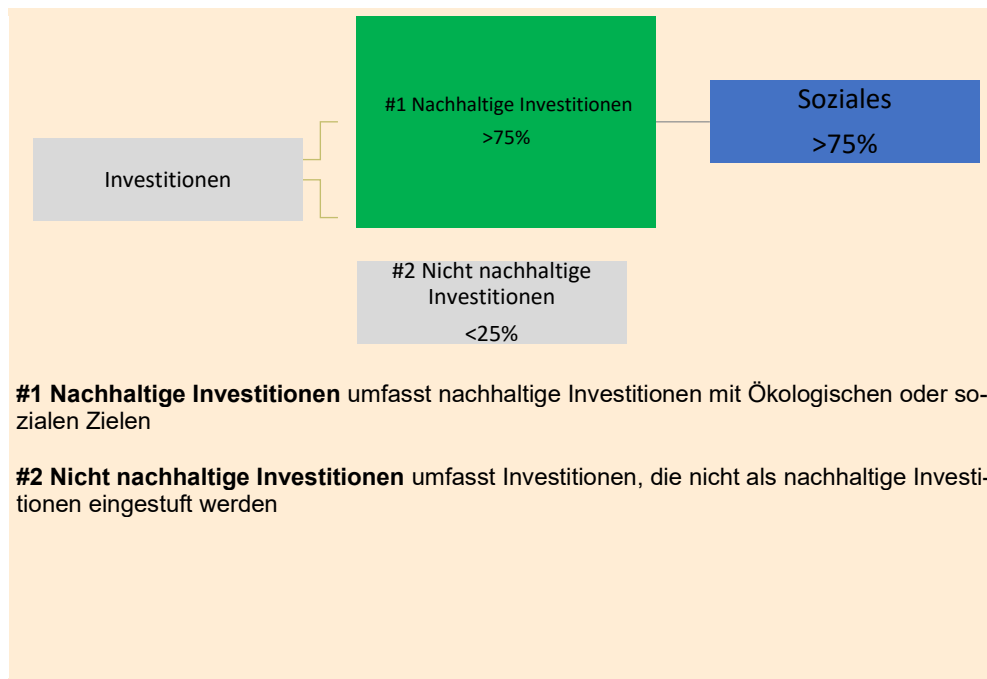 #1 Nachhaltige Investitionen
>75%
Soziales
>75%
Investitionen
#2 Nicht nachhaltige
Investitionen
<25%
#1 Nachhaltige Investitionen umfasst nachhaltige Investitionen mit Ökologischen oder so-
zialen Zielen
#2 Nicht nachhaltige Investitionen umfasst Investitionen, die nicht als nachhaltige Investi-
tionen eingestuft werden